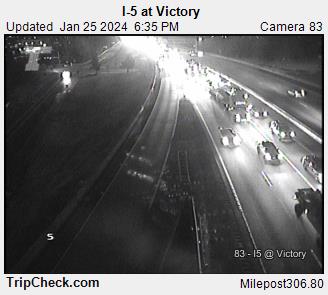 I-5 at Victory
Updated Jan 25 2024 6:35 PM Camera 83
S
83 - I5 @ Victory
TripCheck.com Milepost306.80